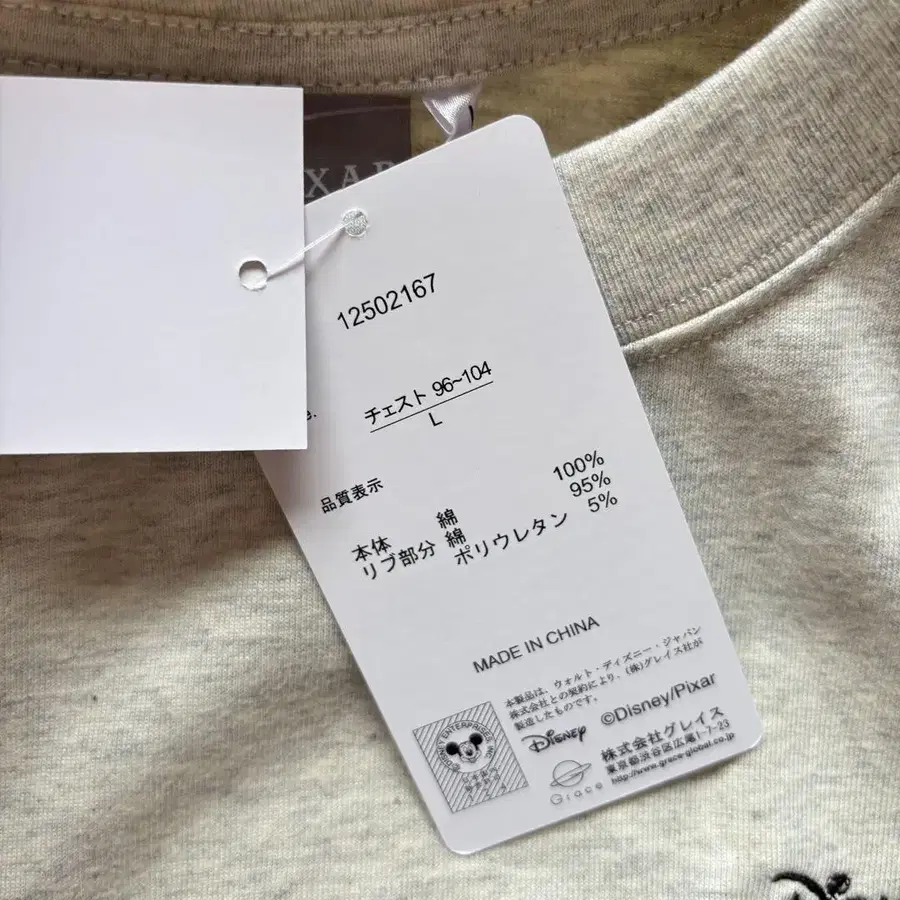 XAR
12502167
e.
チェスト 96~104
L
品質表示
本体 綿 100%
リブ部分 綿 95%
ポリウレタン 5%
MADE IN CHINA
本製品は、ウォルト・ディズニー・ジャパン
株式会社との契約により、(株)グレイス社が
製造したものです。
Disney ©Disney/Pixar
株式会社グレイス
東京都渋谷区広尾1-7-23
http://www.grace-global.co.jp
Grace